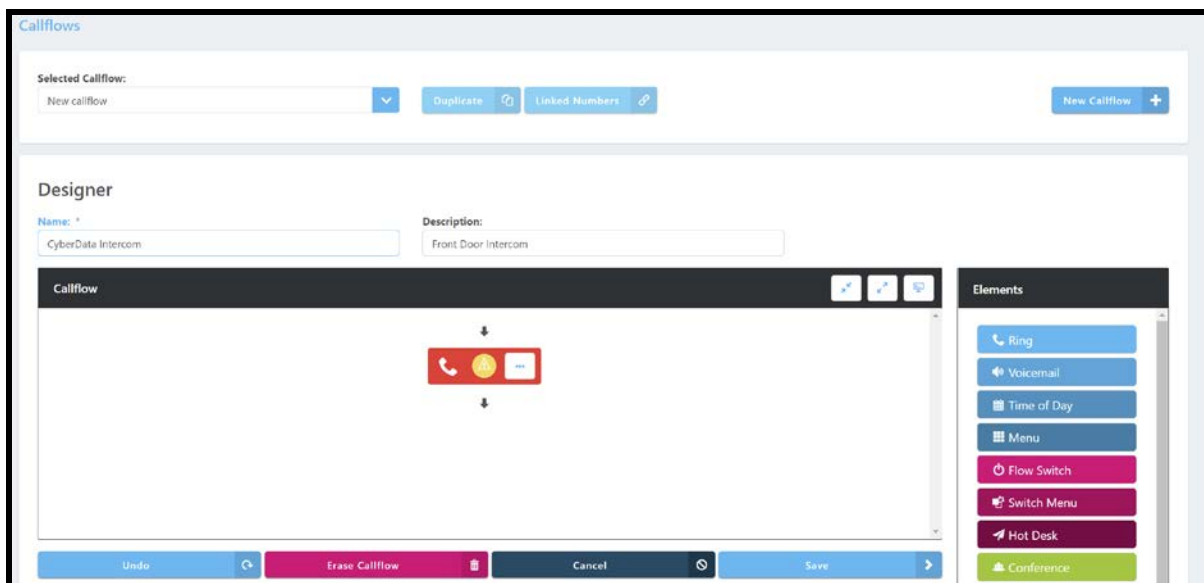 Callflows
Selected Callflow:
New callflow
Duplicate
Linked Numbers
New Callflow
Designer
Name: *
Description:
CyberData Intercom
Front Door Intercom
Callflow
Elements
Ring
Voicemail
Time of Day
Menu
Flow Switch
Switch Menu
Hot Desk
Conference
Undo
Erase Callflow
Cancel
Save